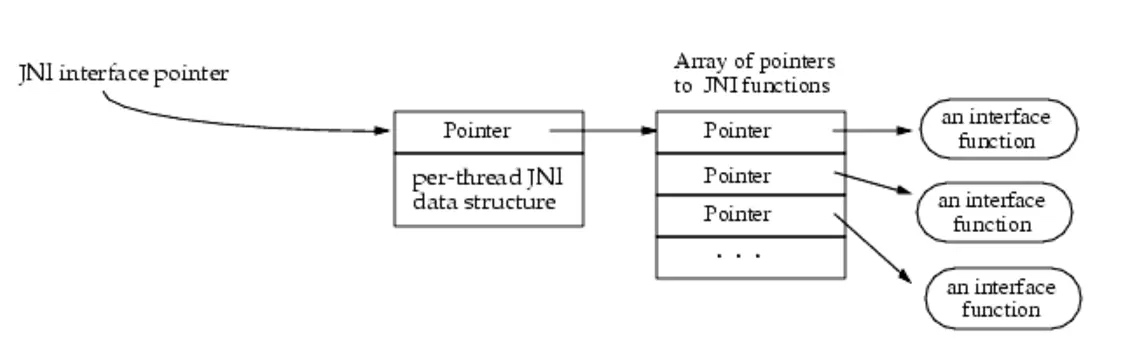 JNI interface pointer
Array of pointers
to JNI functions
Pointer
per-thread JNI
data structure
Pointer
Pointer
Pointer
. . .
an interface
function
an interface
function
an interface
function